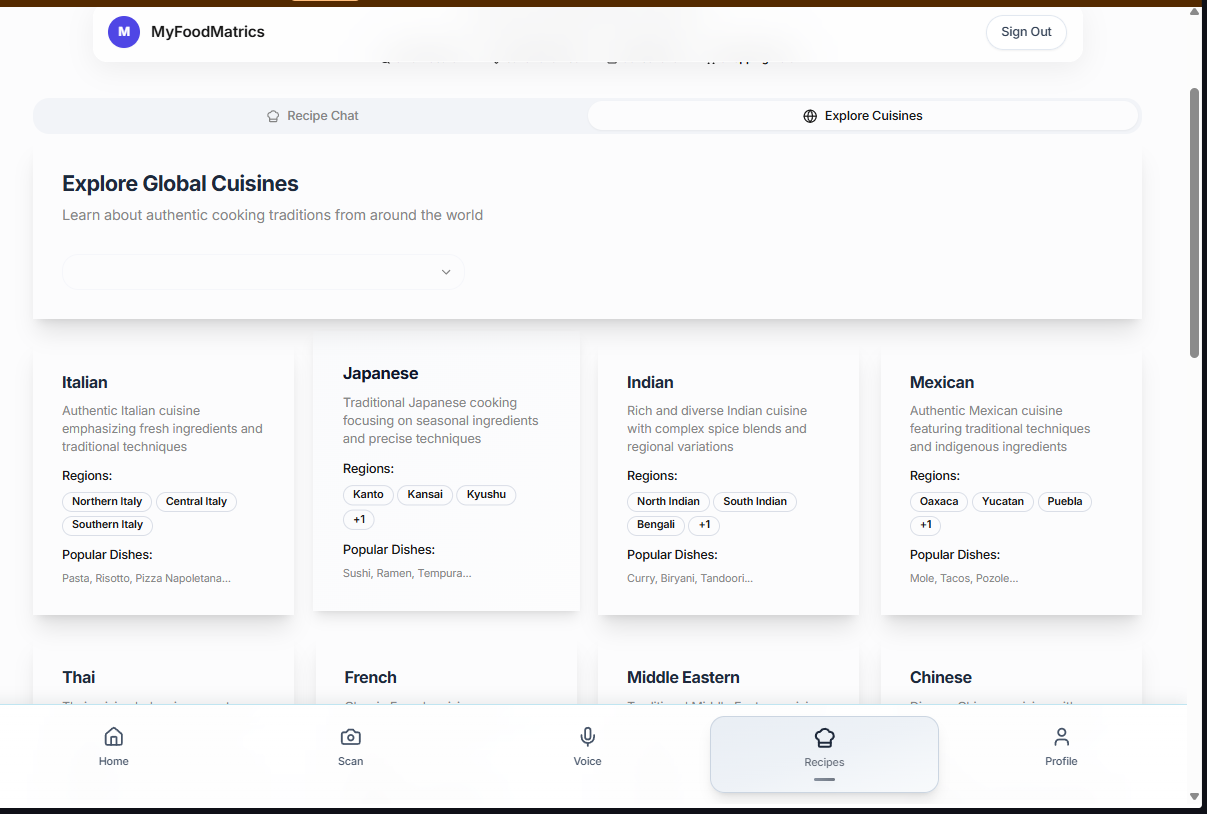 M MyFoodMatrics
Sign Out
Recipe Chat
Explore Cuisines
Explore Global Cuisines
Learn about authentic cooking traditions from around the world
Italian
Authentic Italian cuisine
emphasizing fresh ingredients and
traditional techniques
Regions:
Northern Italy Central Italy
Southern Italy
Popular Dishes:
Pasta, Risotto, Pizza Napoletana...
Japanese
Traditional Japanese cooking
focusing on seasonal ingredients
and precise techniques
Regions:
Kanto Kansai Kyushu
+1
Popular Dishes:
Sushi, Ramen, Tempura...
Indian
Rich and diverse Indian cuisine
with complex spice blends and
regional variations
Regions:
North Indian South Indian
Bengali +1
Popular Dishes:
Curry, Biryani, Tandoori...
Mexican
Authentic Mexican cuisine
featuring traditional techniques
and indigenous ingredients
Regions:
Oaxaca Yucatan Puebla
+1
Popular Dishes:
Mole, Tacos, Pozole...
Thai
French
Middle Eastern
Chinese
Home
Scan
Voice
Recipes
Profile